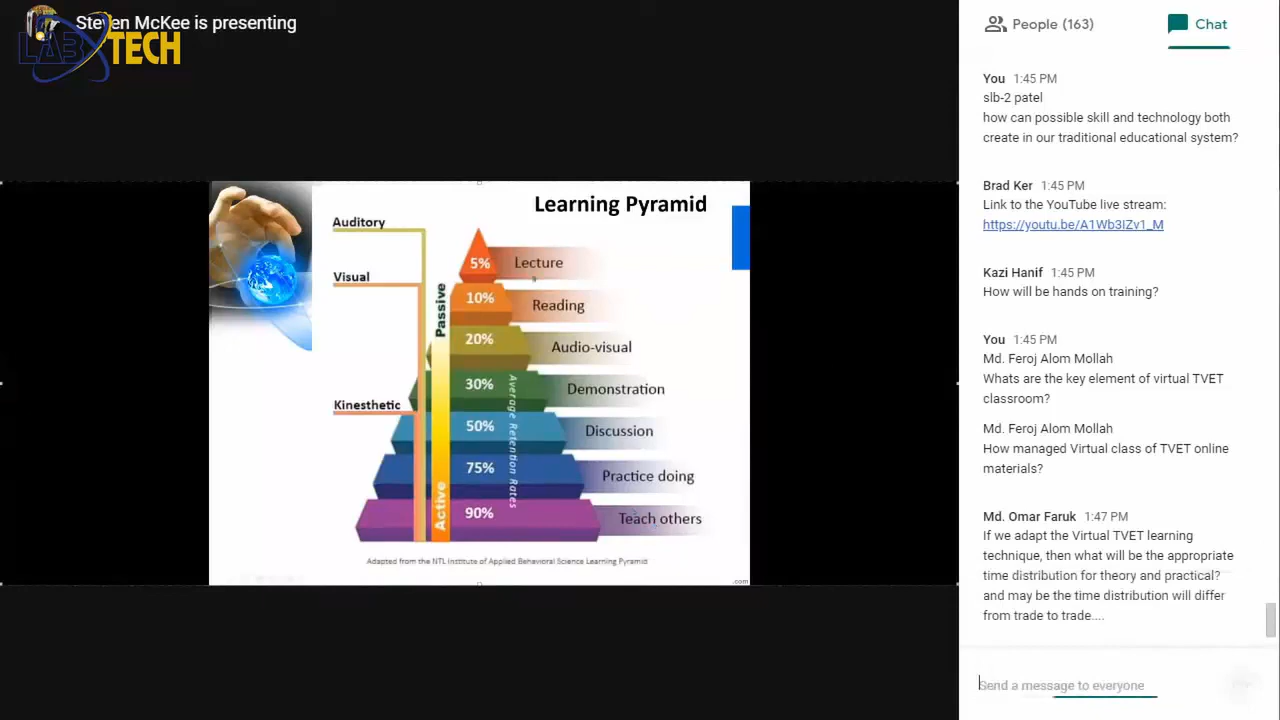 Steven McKee is presenting
LAB TECH
Learning Pyramid
Auditory
Visual
Kinesthetic
Passive
Active
5% Lecture
10% Reading
20% Audio-visual
30% Demonstration
50% Discussion
75% Practice doing
90% Teach others
Average Retention Rates
Adapted from the NTL Institute of Applied Behavioral Science Learning Pyramid
.com
People (163)
Chat
You 1:45 PM
slb-2 patel
how can possible skill and technology both
create in our traditional educational system?
Brad Ker 1:45 PM
Link to the YouTube live stream:
https://youtu.be/A1Wb3IZv1_M
Kazi Hanif 1:45 PM
How will be hands on training?
You 1:45 PM
Md. Feroj Alom Mollah
Whats are the key element of virtual TVET
classroom?
Md. Feroj Alom Mollah
How managed Virtual class of TVET online
materials?
Md. Omar Faruk 1:47 PM
If we adapt the Virtual TVET learning
technique, then what will be the appropriate
time distribution for theory and practical?
and may be the time distribution will differ
from trade to trade....
Send a message to everyone